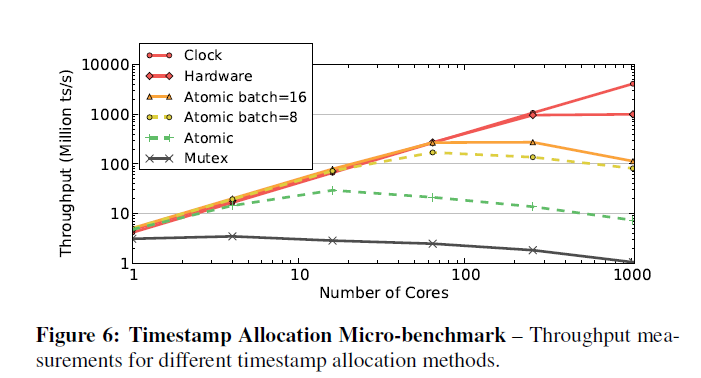 Clock
Hardware
Atomic batch=16
Atomic batch=8
Atomic
Mutex
Throughput (Million ts/s)
10000
1000
100
10
1
1
10
100
1000
Number of Cores
Figure 6: Timestamp Allocation Micro-benchmark – Throughput mea-
surements for different timestamp allocation methods.